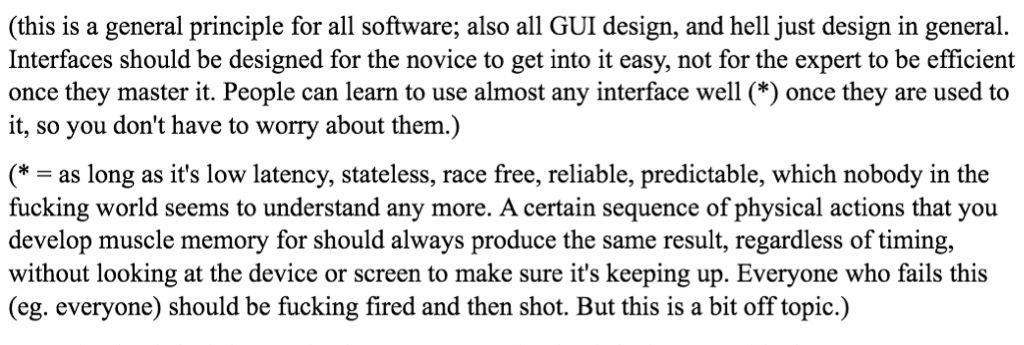 (this is a general principle for all software; also all GUI design, and hell just design in general.
Interfaces should be designed for the novice to get into it easy, not for the expert to be efficient
once they master it. People can learn to use almost any interface well (*) once they are used to
it, so you don't have to worry about them.)
(* = as long as it's low latency, stateless, race free, reliable, predictable, which nobody in the
fucking world seems to understand any more. A certain sequence of physical actions that you
develop muscle memory for should always produce the same result, regardless of timing,
without looking at the device or screen to make sure it's keeping up. Everyone who fails this
(eg. everyone) should be fucking fired and then shot. But this is a bit off topic.)